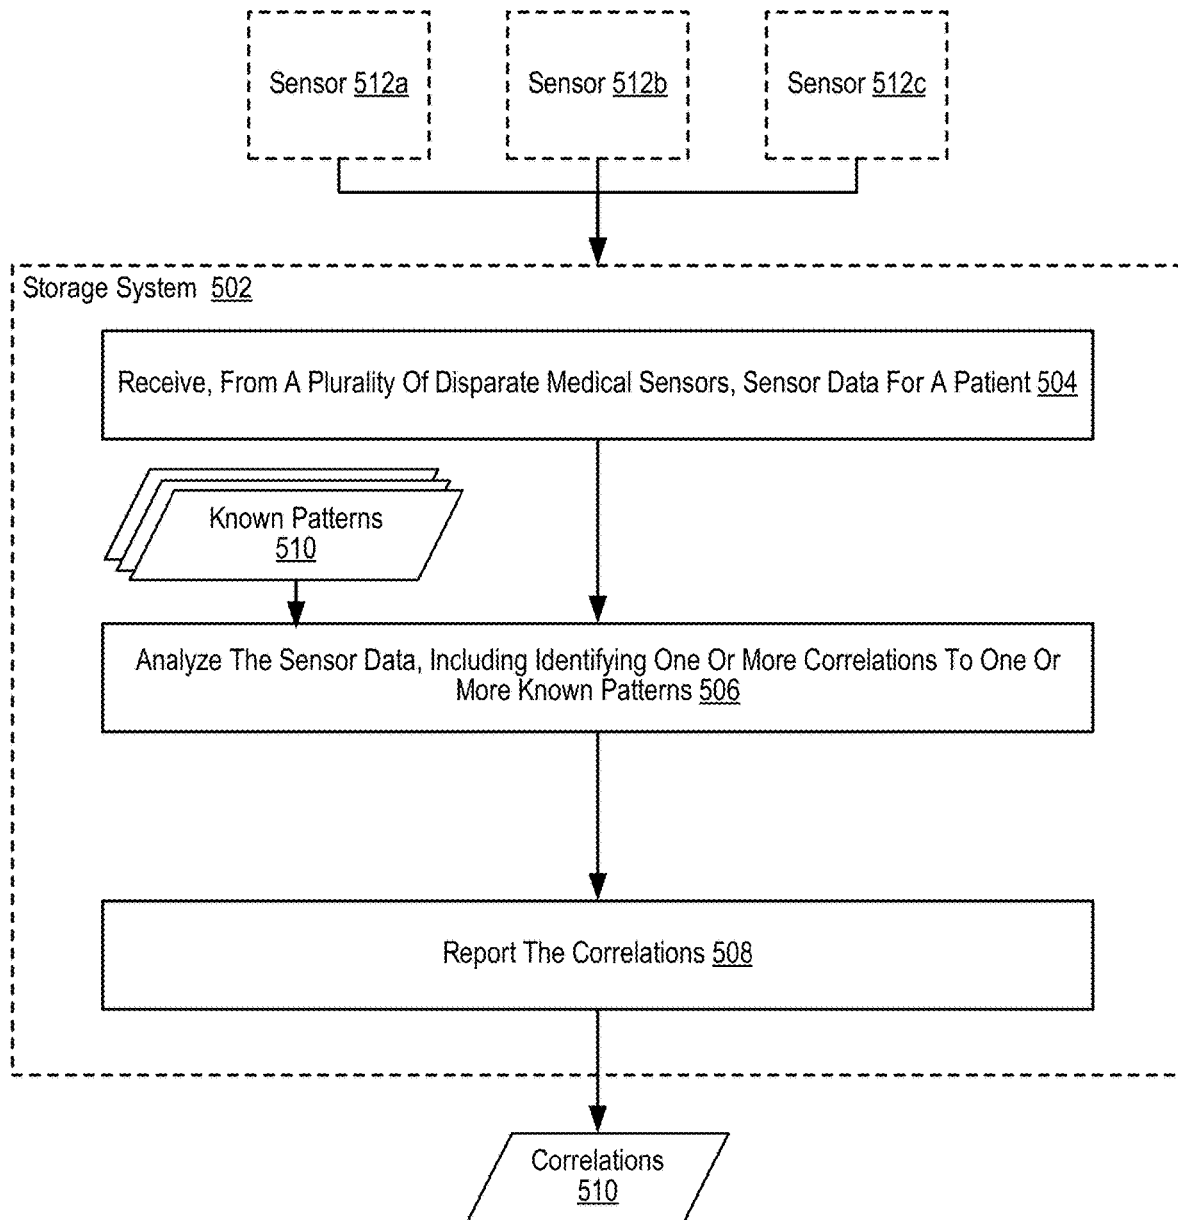 Sensor 512a
Sensor 512b
Sensor 512c
Storage System 502
Receive, From A Plurality Of Disparate Medical Sensors, Sensor Data For A Patient 504
Known Patterns
510
Analyze The Sensor Data, Including Identifying One Or More Correlations To One Or
More Known Patterns 506
Report The Correlations 508
Correlations
510